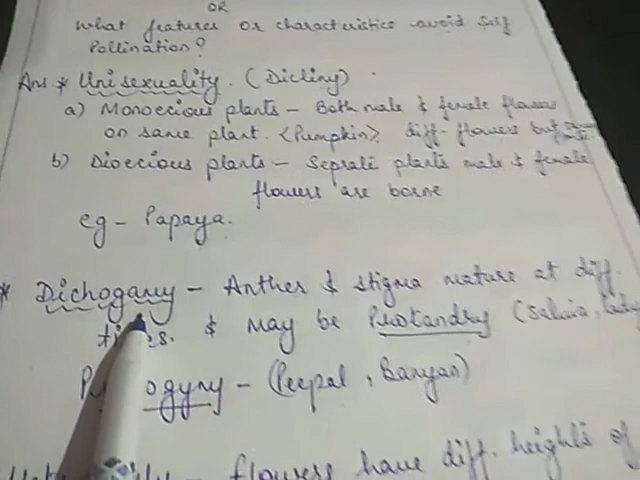 OR
What features or characteristics avoid self
Pollination?
Ans * Unisexuality. (Dicliny)
a) Monoecious plants - Both male & female flowers
on same plant. <Pumpkin> diff. flowers but
b) Dioecious plants - Seprate plants male & female
flowers are borne
eg - Papaya.
* Dichogamy - Anther & stigma mature at diff.
& May be Protandry (Salvia,
ogyny - (Peepal, Banyan)
- flowers have diff. heights of